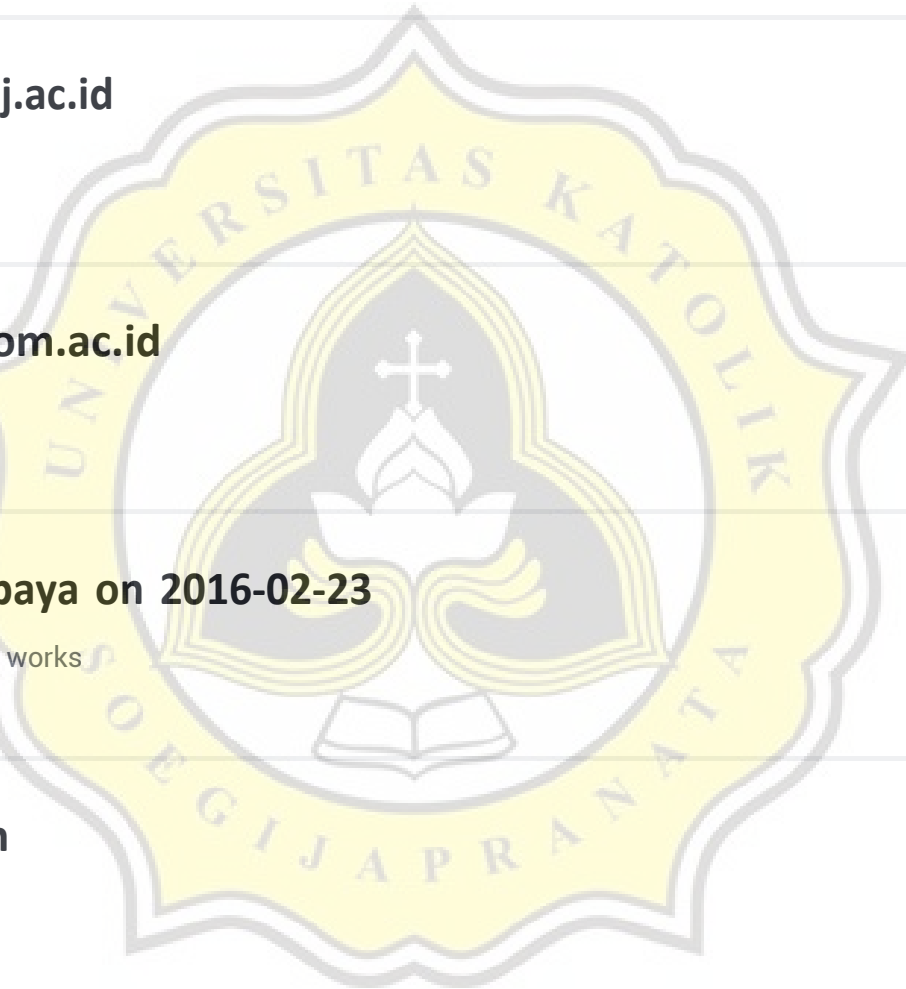 j.ac.id
om.ac.id
baya on 2016-02-23
works
UNIVERSITAS KATOLIK
SOEGIJAPRANATA